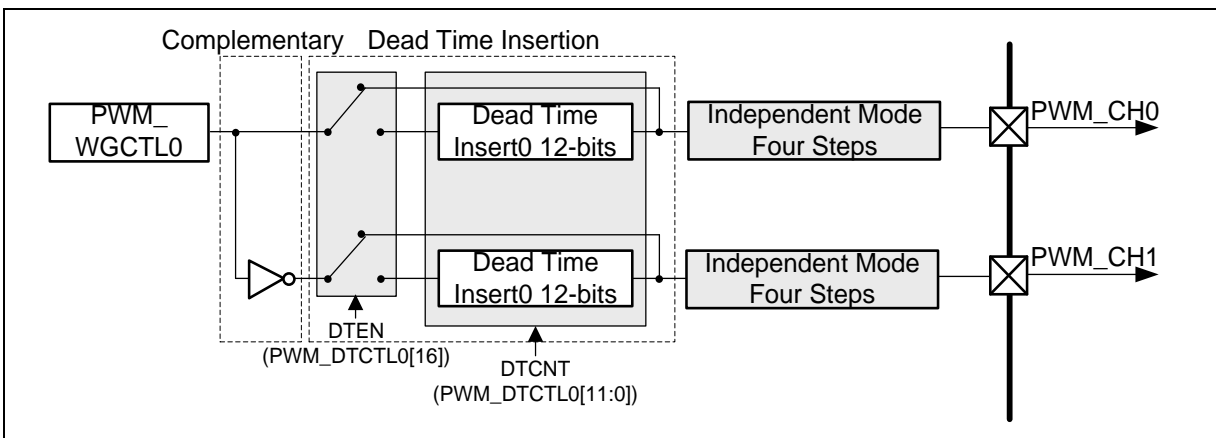 Complementary
Dead Time Insertion
PWM_
WGCTL0
Dead Time
Insert0 12-bits
Independent Mode
Four Steps
PWM_CH0
Dead Time
Insert0 12-bits
Independent Mode
Four Steps
PWM_CH1
DTEN
(PWM_DTCTL0[16])
DTCNT
(PWM_DTCTL0[11:0])